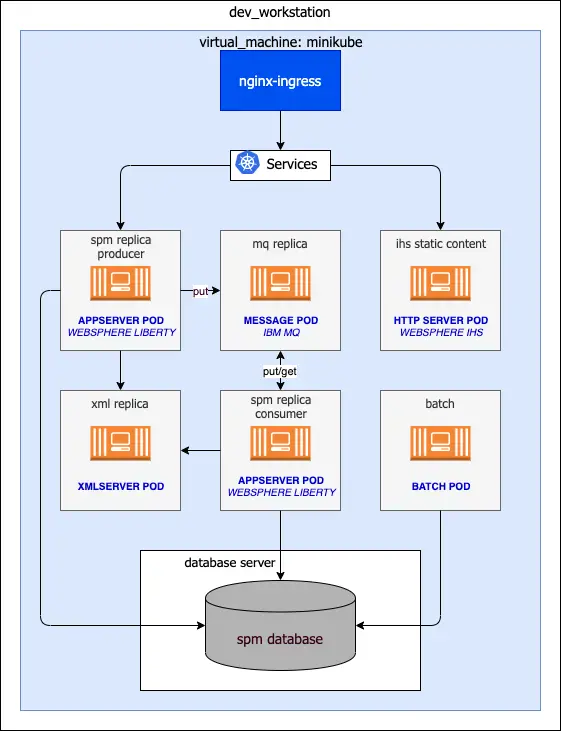 dev_workstation
virtual_machine: minikube
nginx-ingress
Services
spm replica
producer
APPSERVER POD
WEBSPHERE LIBERTY
put
mq replica
MESSAGE POD
IBM MQ
ihs static content
HTTP SERVER POD
WEBSPHERE IHS
put/get
xml replica
XMLSERVER POD
spm replica
consumer
APPSERVER POD
WEBSPHERE LIBERTY
batch
BATCH POD
database server
spm database